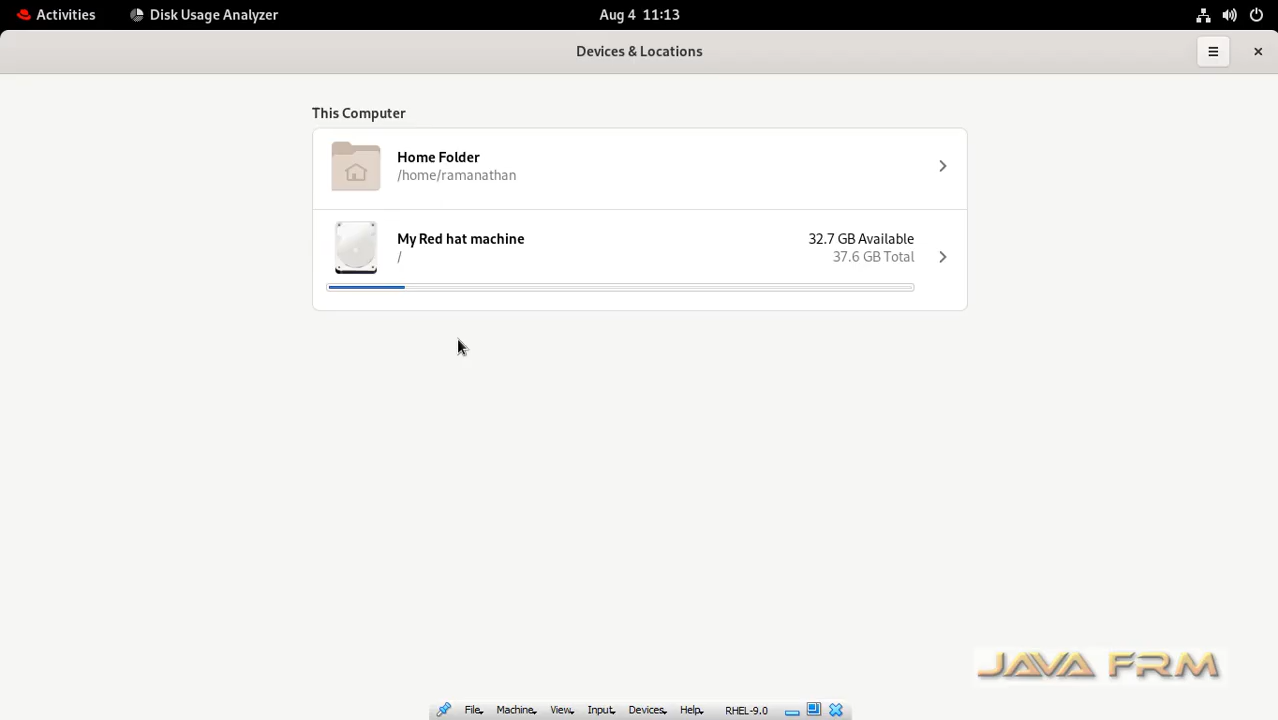 Activities
Disk Usage Analyzer
Aug 4 11:13
Devices & Locations
This Computer
Home Folder
/home/ramanathan
My Red hat machine
32.7 GB Available
/
37.6 GB Total
JAVA FRM
File
Machine
View
Input
Devices
Help
RHEL-9.0